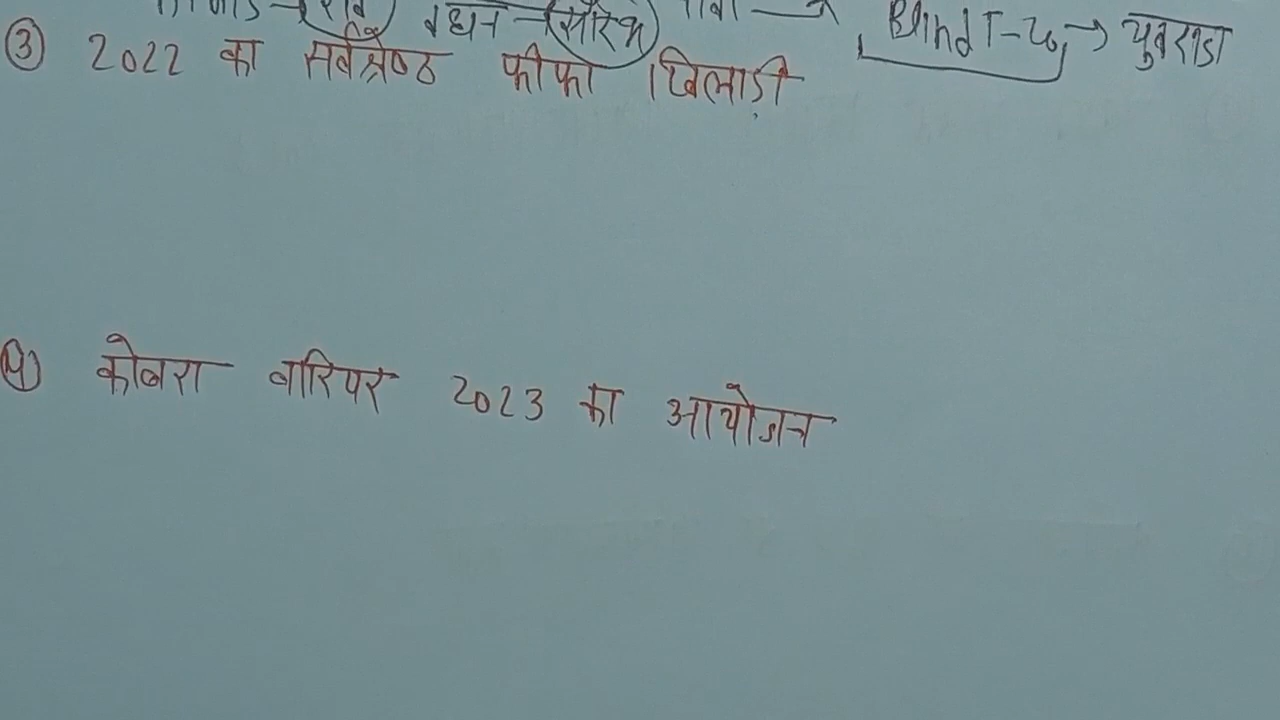 Blind T-20 → युवराज
③ 2022 का सर्वश्रेष्ठ फीफा खिलाड़ी
④ कोबरा वारियर 2023 का आयोजन